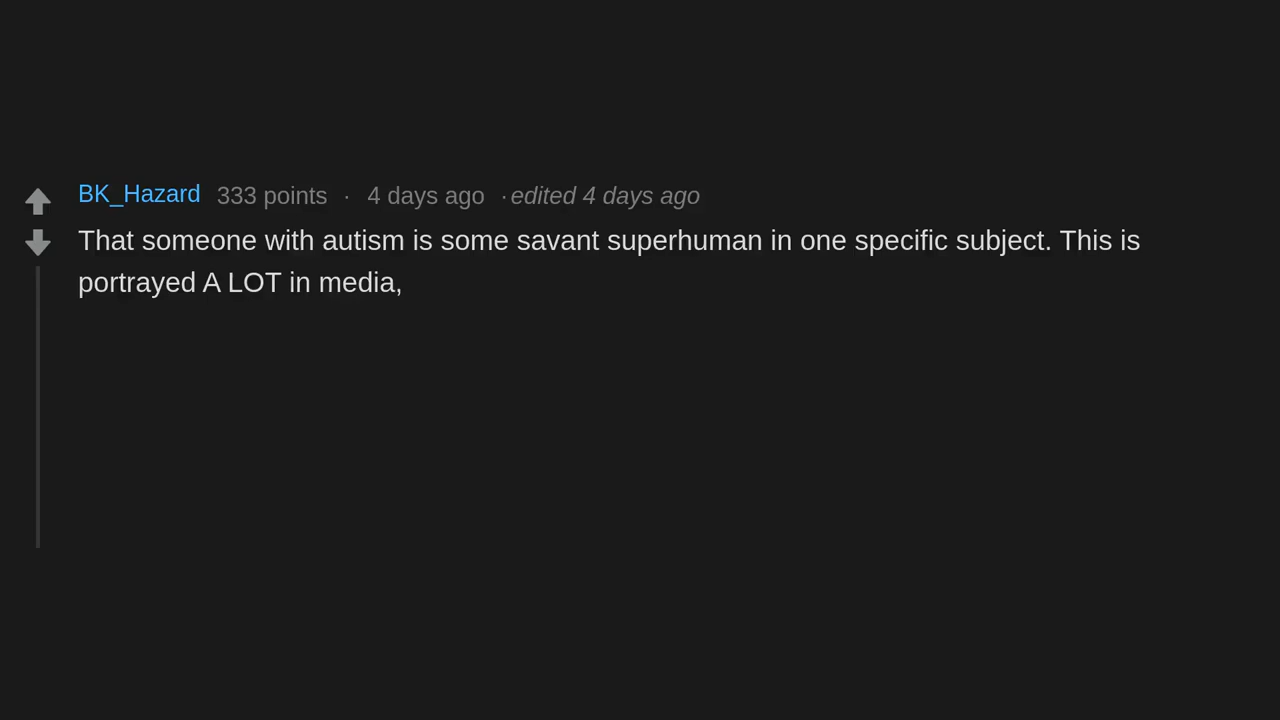 BK_Hazard 333 points · 4 days ago · edited 4 days ago
That someone with autism is some savant superhuman in one specific subject. This is
portrayed A LOT in media,